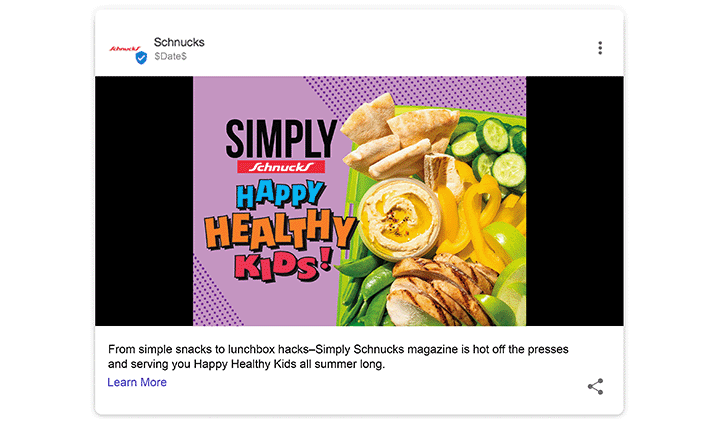 Schnucks
Schnucks
$Date$
SIMPLY
Schnucks
HAPPY
HEALTHY
KIDS!
From simple snacks to lunchbox hacks–Simply Schnucks magazine is hot off the presses
and serving you Happy Healthy Kids all summer long.
Learn More